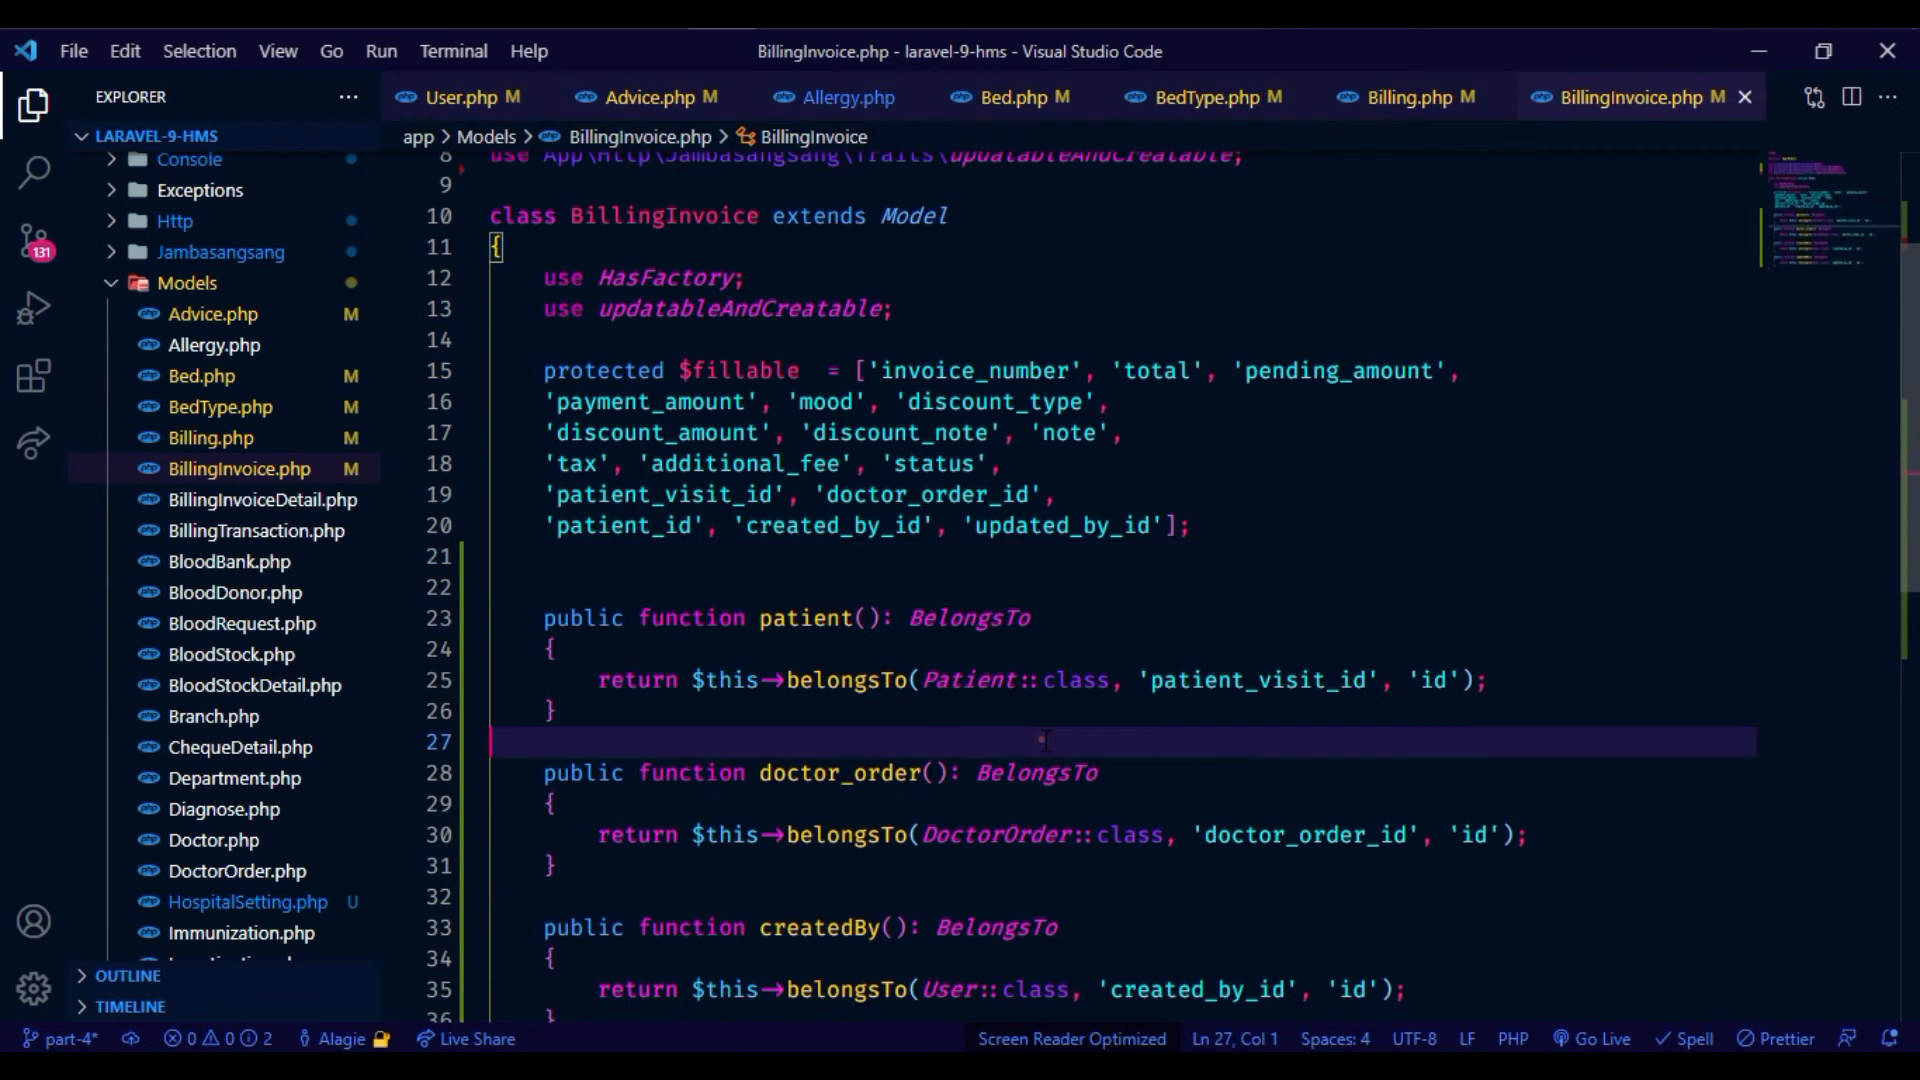 File Edit Selection View Go Run Terminal Help
BillingInvoice.php - laravel-9-hms - Visual Studio Code
EXPLORER
User.php M
Advice.php M
Allergy.php
Bed.php M
BedType.php M
Billing.php M
BillingInvoice.php M
LARAVEL-9-HMS
app > Models > BillingInvoice.php > BillingInvoice
Console
Exceptions
Http
Jambasangsang
Models
Advice.php M
Allergy.php
Bed.php M
BedType.php M
Billing.php M
BillingInvoice.php M
BillingInvoiceDetail.php
BillingTransaction.php
BloodBank.php
BloodDonor.php
BloodRequest.php
BloodStock.php
BloodStockDetail.php
Branch.php
ChequeDetail.php
Department.php
Diagnose.php
Doctor.php
DoctorOrder.php
HospitalSetting.php U
Immunization.php
OUTLINE
TIMELINE
131
8 use App\Http\Jambasangsang\Traits\updatableAndCreatable;
9
10 class BillingInvoice extends Model
11 {
12 use HasFactory;
13 use updatableAndCreatable;
14
15 protected $fillable = ['invoice_number', 'total', 'pending_amount',
16 'payment_amount', 'mood', 'discount_type',
17 'discount_amount', 'discount_note', 'note',
18 'tax', 'additional_fee', 'status',
19 'patient_visit_id', 'doctor_order_id',
20 'patient_id', 'created_by_id', 'updated_by_id'];
21
22
23 public function patient(): BelongsTo
24 {
25 return $this->belongsTo(Patient::class, 'patient_visit_id', 'id');
26 }
27
28 public function doctor_order(): BelongsTo
29 {
30 return $this->belongsTo(DoctorOrder::class, 'doctor_order_id', 'id');
31 }
32
33 public function createdBy(): BelongsTo
34 {
35 return $this->belongsTo(User::class, 'created_by_id', 'id');
36 }
part-4* 0 0 2 Alagie Live Share Screen Reader Optimized Ln 27, Col 1 Spaces: 4 UTF-8 LF PHP Go Live Spell Prettier